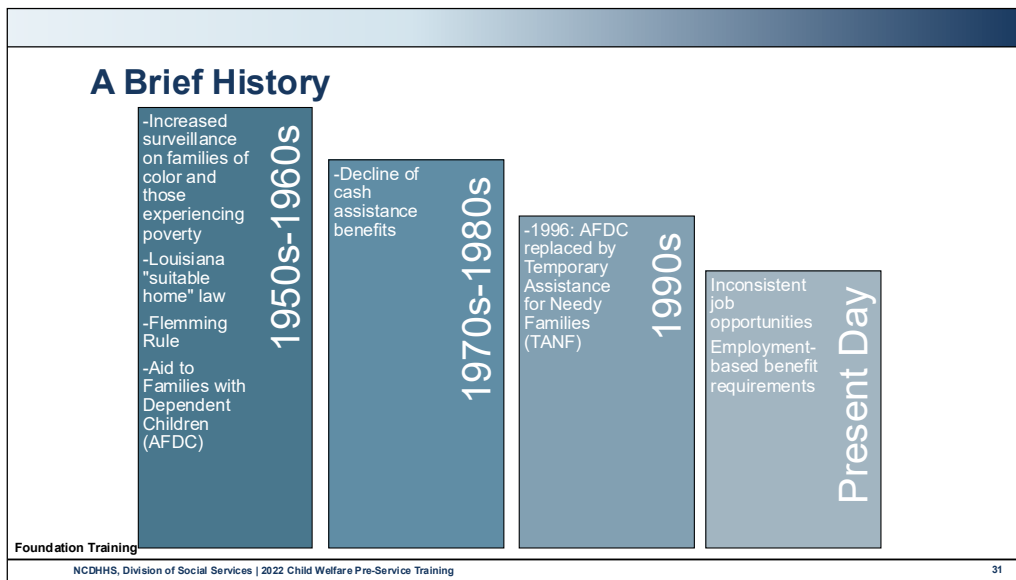 A Brief History
-Increased
surveillance
on families of
color and
those
experiencing
poverty
-Louisiana
"suitable
home" law
-Flemming
Rule
-Aid to
Families with
Dependent
Children
(AFDC)
1950s-1960s
-Decline of
cash
assistance
benefits
1970s-1980s
-1996: AFDC
replaced by
Temporary
Assistance
for Needy
Families
(TANF)
1990s
Inconsistent
job
opportunities
Employment-
based benefit
requirements
Present Day
Foundation Training
NCDHHS, Division of Social Services | 2022 Child Welfare Pre-Service Training
31